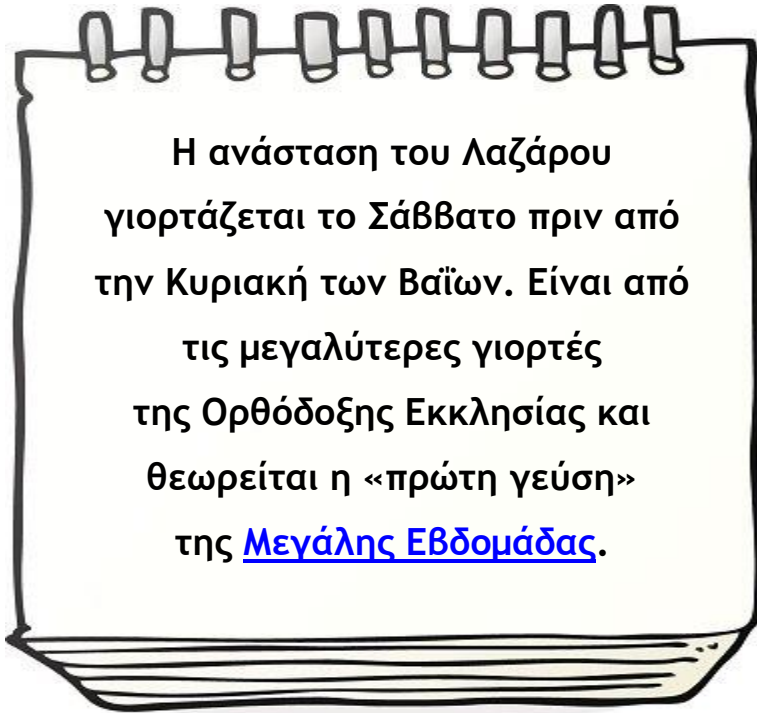 Η ανάσταση του Λαζάρου
γιορτάζεται το Σάββατο πριν από
την Κυριακή των Βαΐων. Είναι από
τις μεγαλύτερες γιορτές
της Ορθόδοξης Εκκλησίας και
θεωρείται η «πρώτη γεύση»
της Μεγάλης Εβδομάδας.